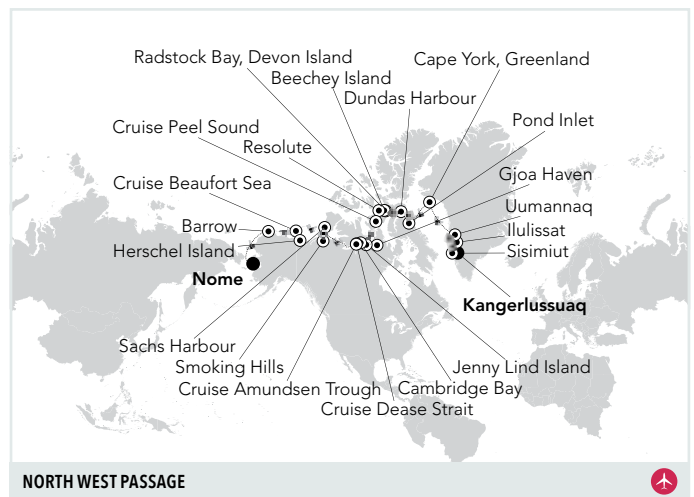 Radstock Bay, Devon Island
Cape York, Greenland
Beechey Island
Dundas Harbour
Pond Inlet
Cruise Peel Sound
Resolute
Gjoa Haven
Cruise Beaufort Sea
Uumannaq
Barrow
Ilulissat
Herschel Island
Sisimiut
Nome
Kangerlussuaq
Sachs Harbour
Smoking Hills
Jenny Lind Island
Cruise Amundsen Trough
Cambridge Bay
Cruise Dease Strait
NORTH WEST PASSAGE